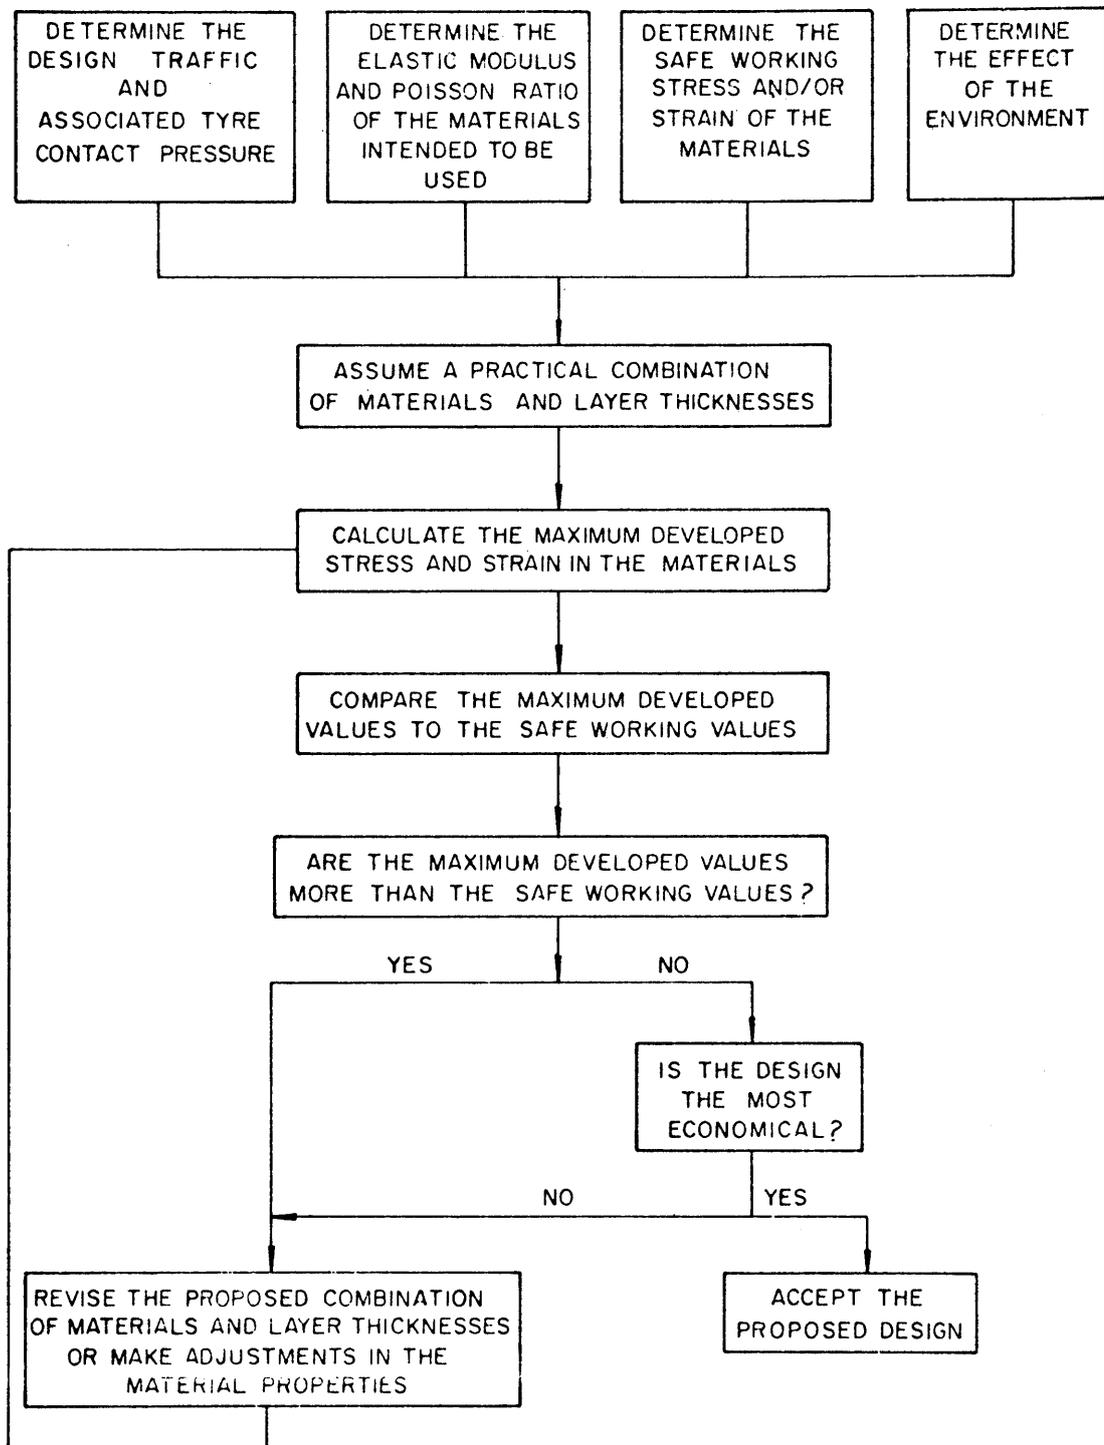 DETERMINE THE
DESIGN TRAFFIC
AND
ASSOCIATED TYRE
CONTACT PRESSURE
DETERMINE THE
ELASTIC MODULUS
AND POISSON RATIO
OF THE MATERIALS
INTENDED TO BE
USED
DETERMINE THE
SAFE WORKING
STRESS AND/OR
STRAIN OF THE
MATERIALS
DETERMINE
THE EFFECT
OF THE
ENVIRONMENT
ASSUME A PRACTICAL COMBINATION
OF MATERIALS AND LAYER THICKNESSES
CALCULATE THE MAXIMUM DEVELOPED
STRESS AND STRAIN IN THE MATERIALS
COMPARE THE MAXIMUM DEVELOPED
VALUES TO THE SAFE WORKING VALUES
ARE THE MAXIMUM DEVELOPED VALUES
MORE THAN THE SAFE WORKING VALUES?
YES NO
IS THE DESIGN
THE MOST
ECONOMICAL?
NO YES
REVISE THE PROPOSED COMBINATION
OF MATERIALS AND LAYER THICKNESSES
OR MAKE ADJUSTMENTS IN THE
MATERIAL PROPERTIES
ACCEPT THE
PROPOSED DESIGN